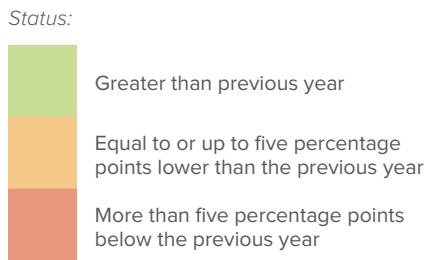 Status:
Greater than previous year
Equal to or up to five percentage
points lower than the previous year
More than five percentage points
below the previous year